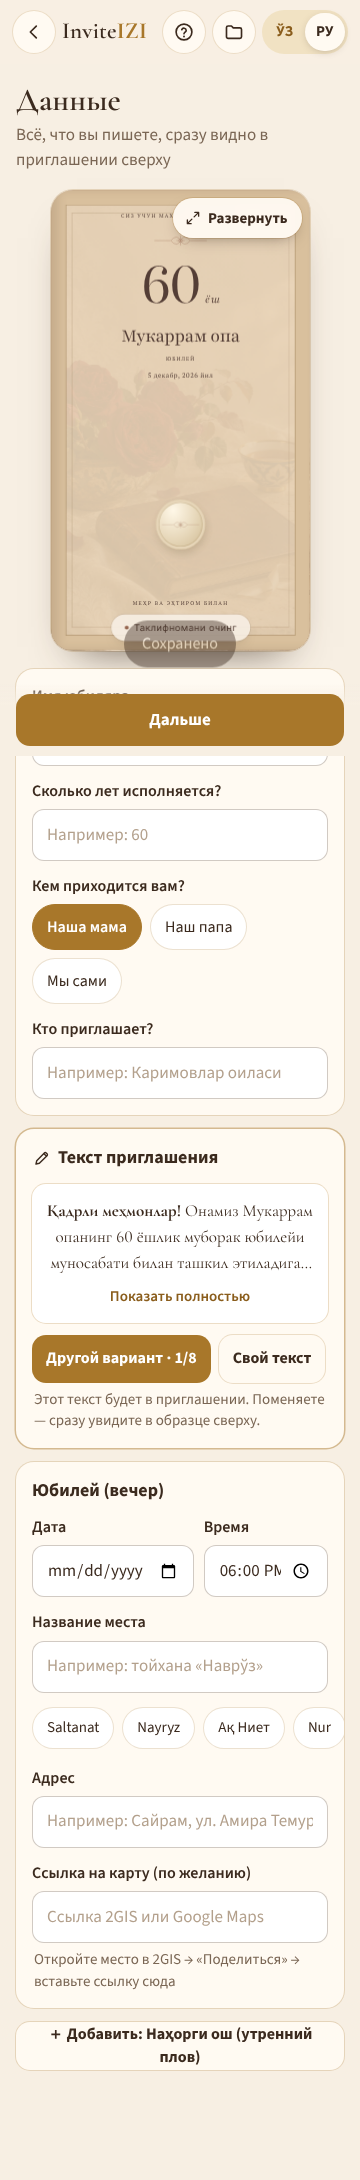 InviteIZI
ЎЗ
РУ
Данные
Всё, что вы пишете, сразу видно в
приглашении сверху
Развернуть
СИЗ УЧУН
60 ёш
Мукаррам опа
ЮБИЛЕЙ
5 декабр, 2026 йил
МЕҲР ВА ЭҲТИРОМ БИЛАН
Таклифномани очинг
Сохранено
Дальше
Сколько лет исполняется?
Например: 60
Кем приходится вам?
Наша мама
Наш папа
Мы сами
Кто приглашает?
Например: Каримовлар оиласи
Текст приглашения
Қадрли меҳмонлар! Онамиз Мукаррам
опанинг 60 ёшлик муборак юбилейи
муносабати билан ташкил этиладига...
Показать полностью
Другой вариант · 1/8
Свой текст
Этот текст будет в приглашении. Поменяете
— сразу увидите в образце сверху.
Юбилей (вечер)
Дата
Время
mm/dd/yyyy
06:00 PM
Название места
Например: тойхана «Наврўз»
Saltanat
Nayryz
Ақ Ниет
Nur
Адрес
Например: Сайрам, ул. Амира Темур
Ссылка на карту (по желанию)
Ссылка 2GIS или Google Maps
Откройте место в 2GIS → «Поделиться» →
вставьте ссылку сюда
+ Добавить: Наҳорги ош (утренний
плов)